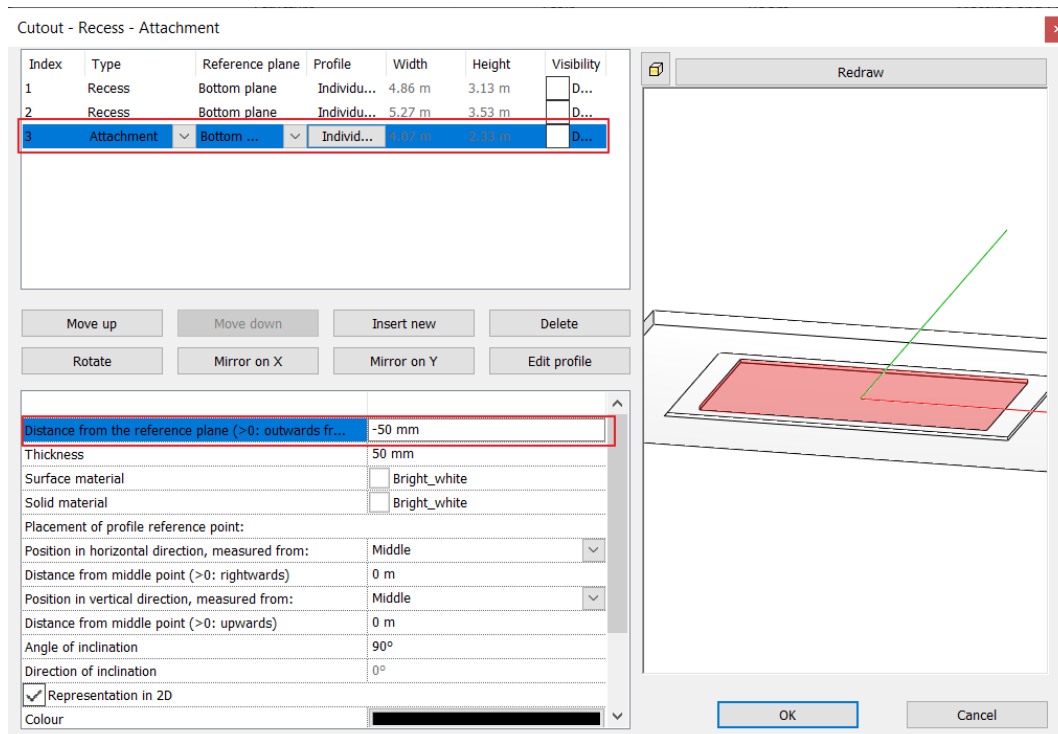 Cutout - Recess - Attachment
Index Type Reference plane Profile Width Height Visibility
1 Recess Bottom plane Individu... 4.86 m 3.13 m D...
2 Recess Bottom plane Individu... 5.27 m 3.53 m D...
3 Attachment Bottom ... Individ... 4.07 m 2.33 m D...
Redraw
Move up Move down Insert new Delete
Rotate Mirror on X Mirror on Y Edit profile
Distance from the reference plane (>0: outwards fr... -50 mm
Thickness 50 mm
Surface material Bright_white
Solid material Bright_white
Placement of profile reference point:
Position in horizontal direction, measured from: Middle
Distance from middle point (>0: rightwards) 0 m
Position in vertical direction, measured from: Middle
Distance from middle point (>0: upwards) 0 m
Angle of inclination 90°
Direction of inclination 0°
Representation in 2D
Colour
OK Cancel